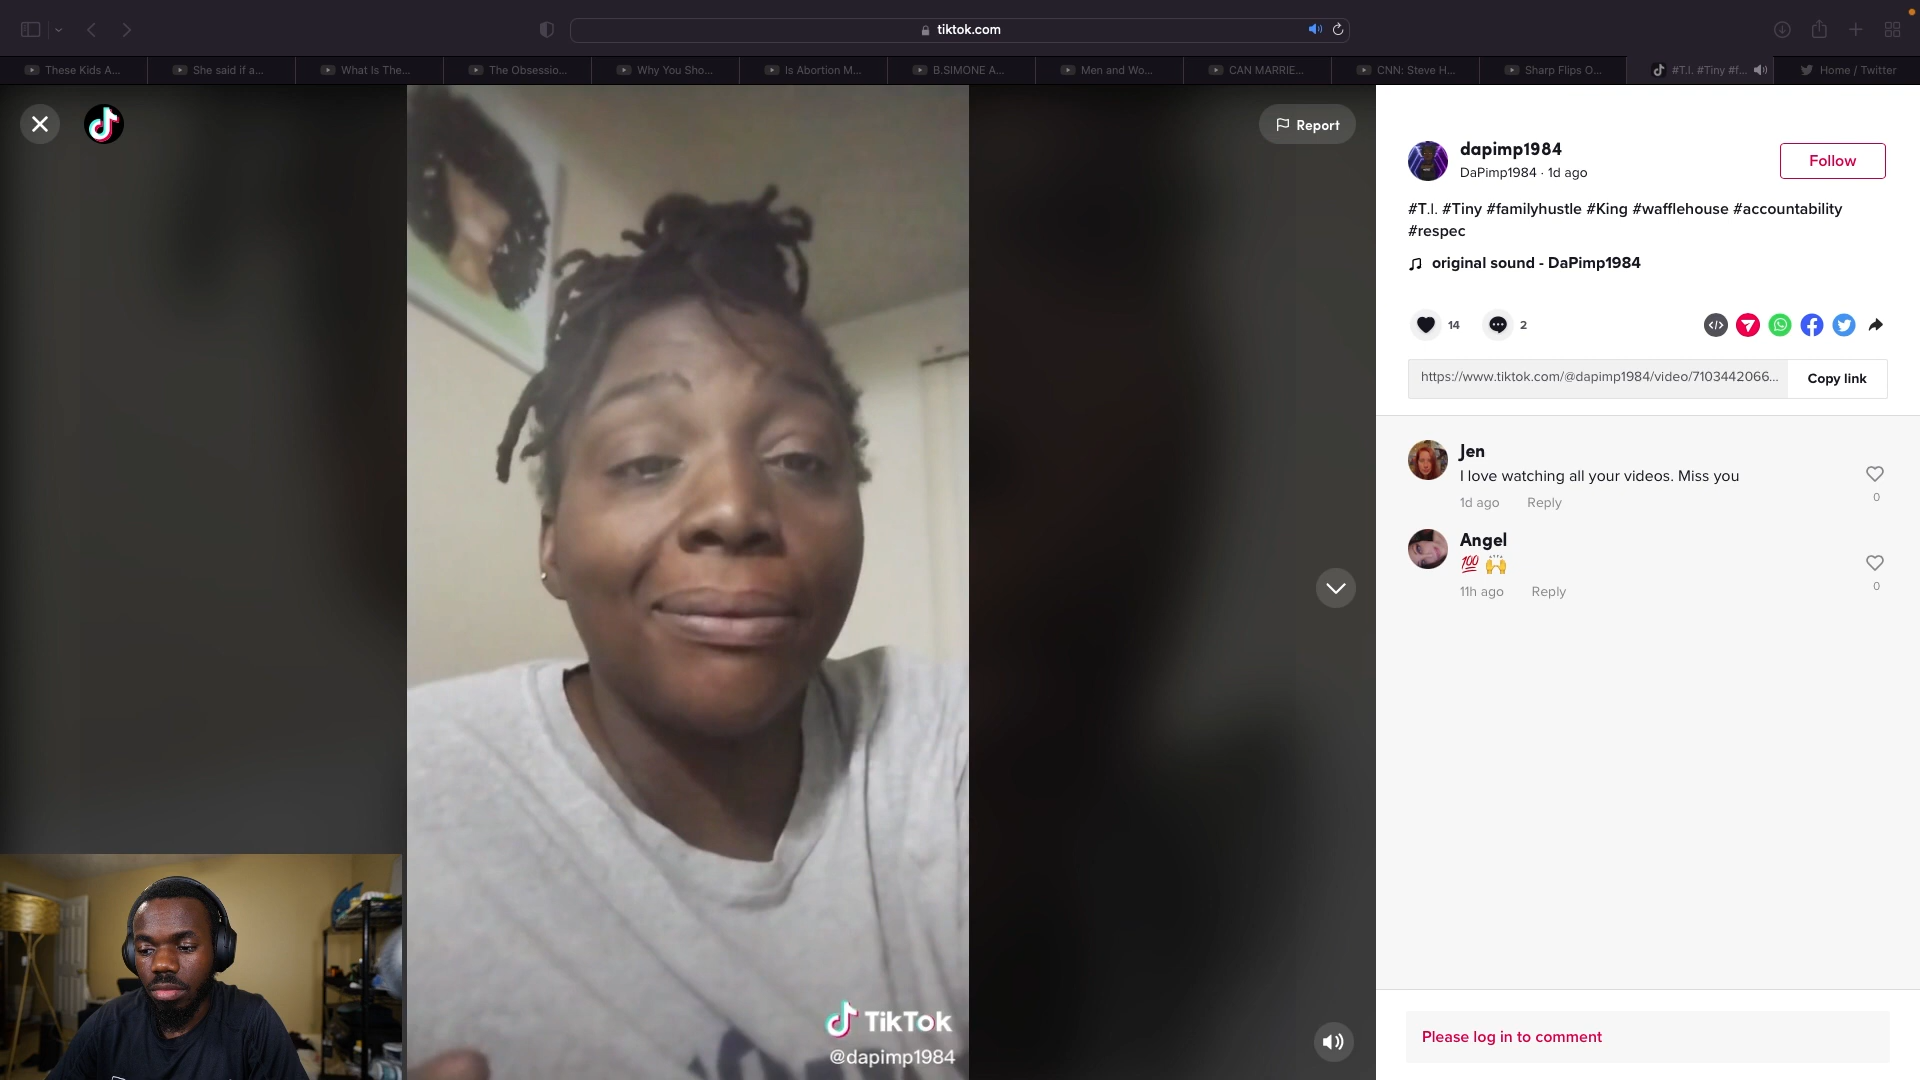 tiktok.com
These Kids A...
She said if a...
What Is The...
The Obsessio...
Why You Sho...
Is Abortion M...
B.SIMONE A...
Men and Wo...
CAN MARRIE...
CNN: Steve H...
Sharp Flips O...
#T.I. #Tiny #f...
Home / Twitter
Report
dapimp1984
DaPimp1984 · 1d ago
Follow
#T.I. #Tiny #familyhustle #King #wafflehouse #accountability
#respec
original sound - DaPimp1984
14
2
https://www.tiktok.com/@dapimp1984/video/7103442066...
Copy link
Jen
I love watching all your videos. Miss you
1d ago Reply
0
Angel
💯 🙌
11h ago Reply
0
TikTok
@dapimp1984
Please log in to comment